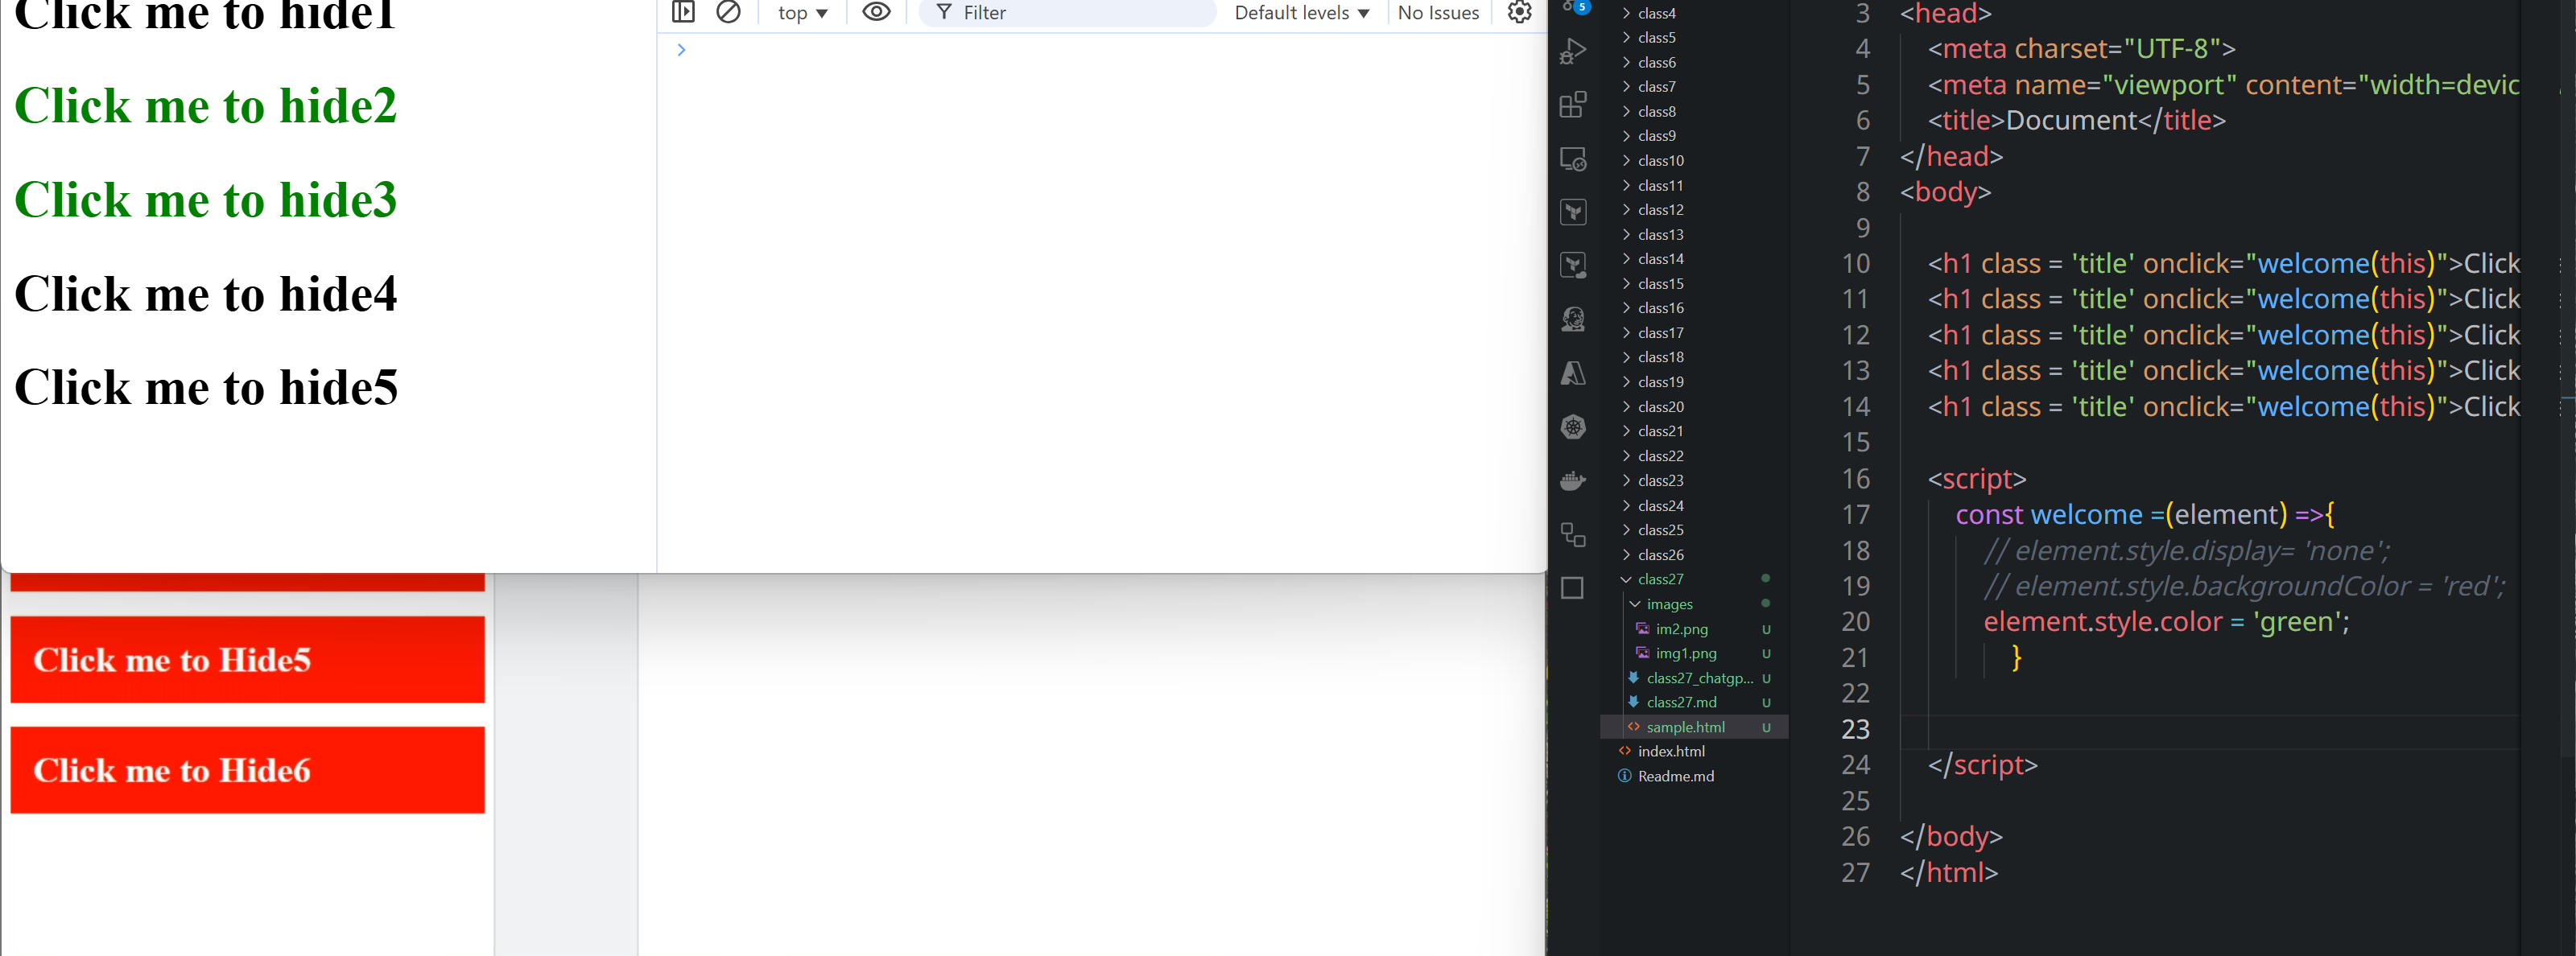 Click me to hide1
Click me to hide2
Click me to hide3
Click me to hide4
Click me to hide5
top ▼
Filter
Default levels ▼
No Issues
>
Click me to Hide5
Click me to Hide6
5
class4
class5
class6
class7
class8
class9
class10
class11
class12
class13
class14
class15
class16
class17
class18
class19
class20
class21
class22
class23
class24
class25
class26
class27
images
im2.png U
img1.png U
class27_chatgp... U
class27.md U
sample.html U
index.html
Readme.md
3 <head>
4 <meta charset="UTF-8">
5 <meta name="viewport" content="width=devic
6 <title>Document</title>
7 </head>
8 <body>
9
10 <h1 class = 'title' onclick="welcome(this)">Click
11 <h1 class = 'title' onclick="welcome(this)">Click
12 <h1 class = 'title' onclick="welcome(this)">Click
13 <h1 class = 'title' onclick="welcome(this)">Click
14 <h1 class = 'title' onclick="welcome(this)">Click
15
16 <script>
17 const welcome =(element) =>{
18 // element.style.display= 'none';
19 // element.style.backgroundColor = 'red';
20 element.style.color = 'green';
21 }
22
23
24 </script>
25
26 </body>
27 </html>